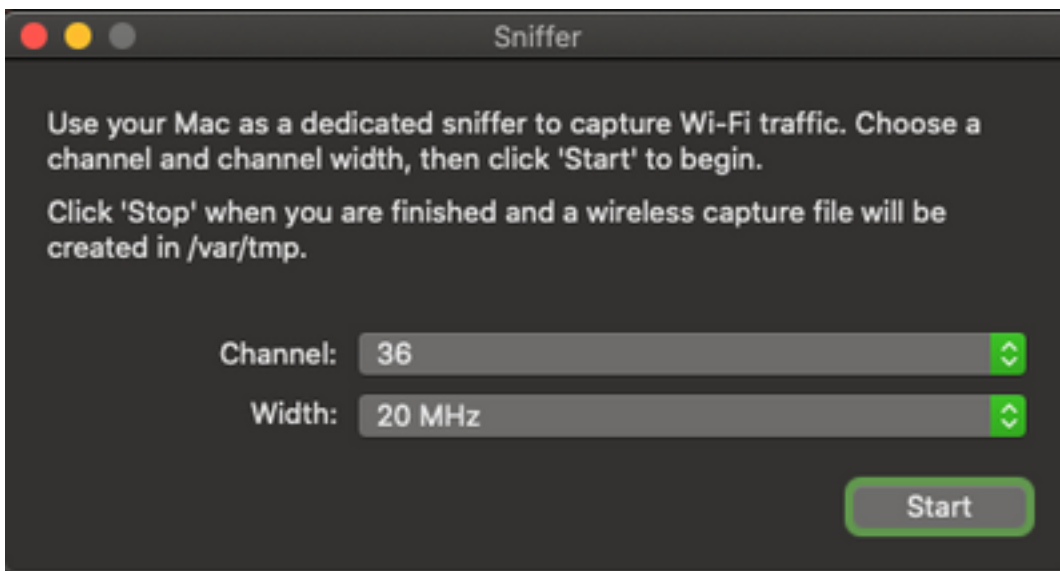 Sniffer
Use your Mac as a dedicated sniffer to capture Wi-Fi traffic. Choose a
channel and channel width, then click 'Start' to begin.
Click 'Stop' when you are finished and a wireless capture file will be
created in /var/tmp.
Channel: 36
Width: 20 MHz
Start